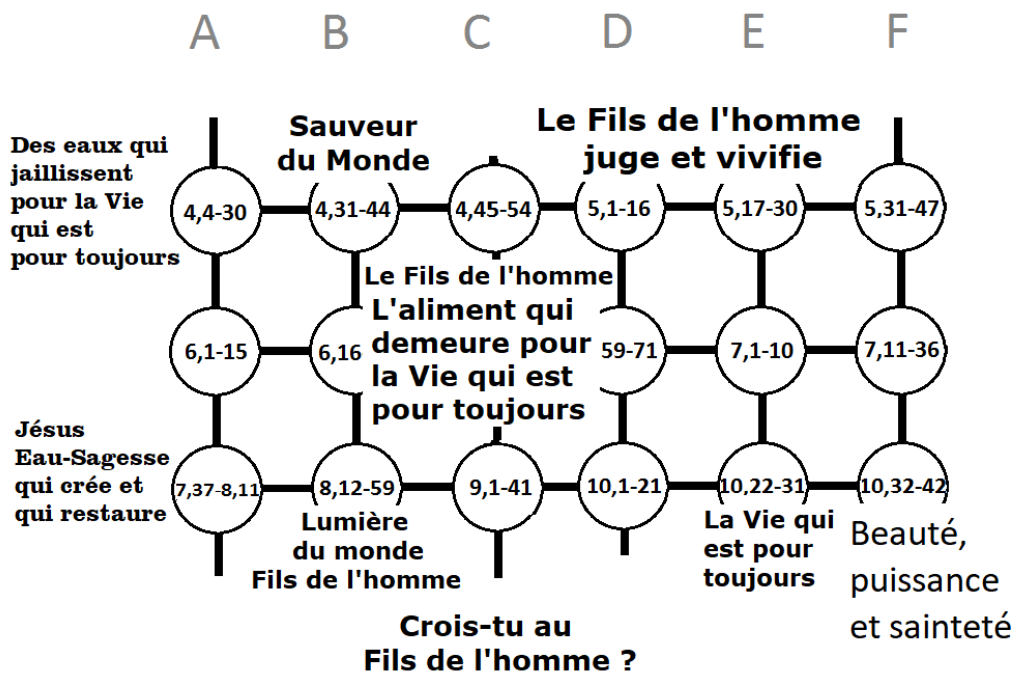 A B C D E F
Des eaux qui
jaillissent
pour la Vie
qui est
pour toujours
Sauveur
du Monde
Le Fils de l'homme
juge et vivifie
4,4-30 4,31-44 4,45-54 5,1-16 5,17-30 5,31-47
Le Fils de l'homme
L'aliment qui
demeure pour
la Vie qui est
pour toujours
6,1-15 6,16 59-71 7,1-10 7,11-36
Jésus
Eau-Sagesse
qui crée et
qui restaure
7,37-8,11 8,12-59 9,1-41 10,1-21 10,22-31 10,32-42
Lumière
du monde
Fils de l'homme
La Vie qui
est pour
toujours
Beauté,
puissance
et sainteté
Crois-tu au
Fils de l'homme ?